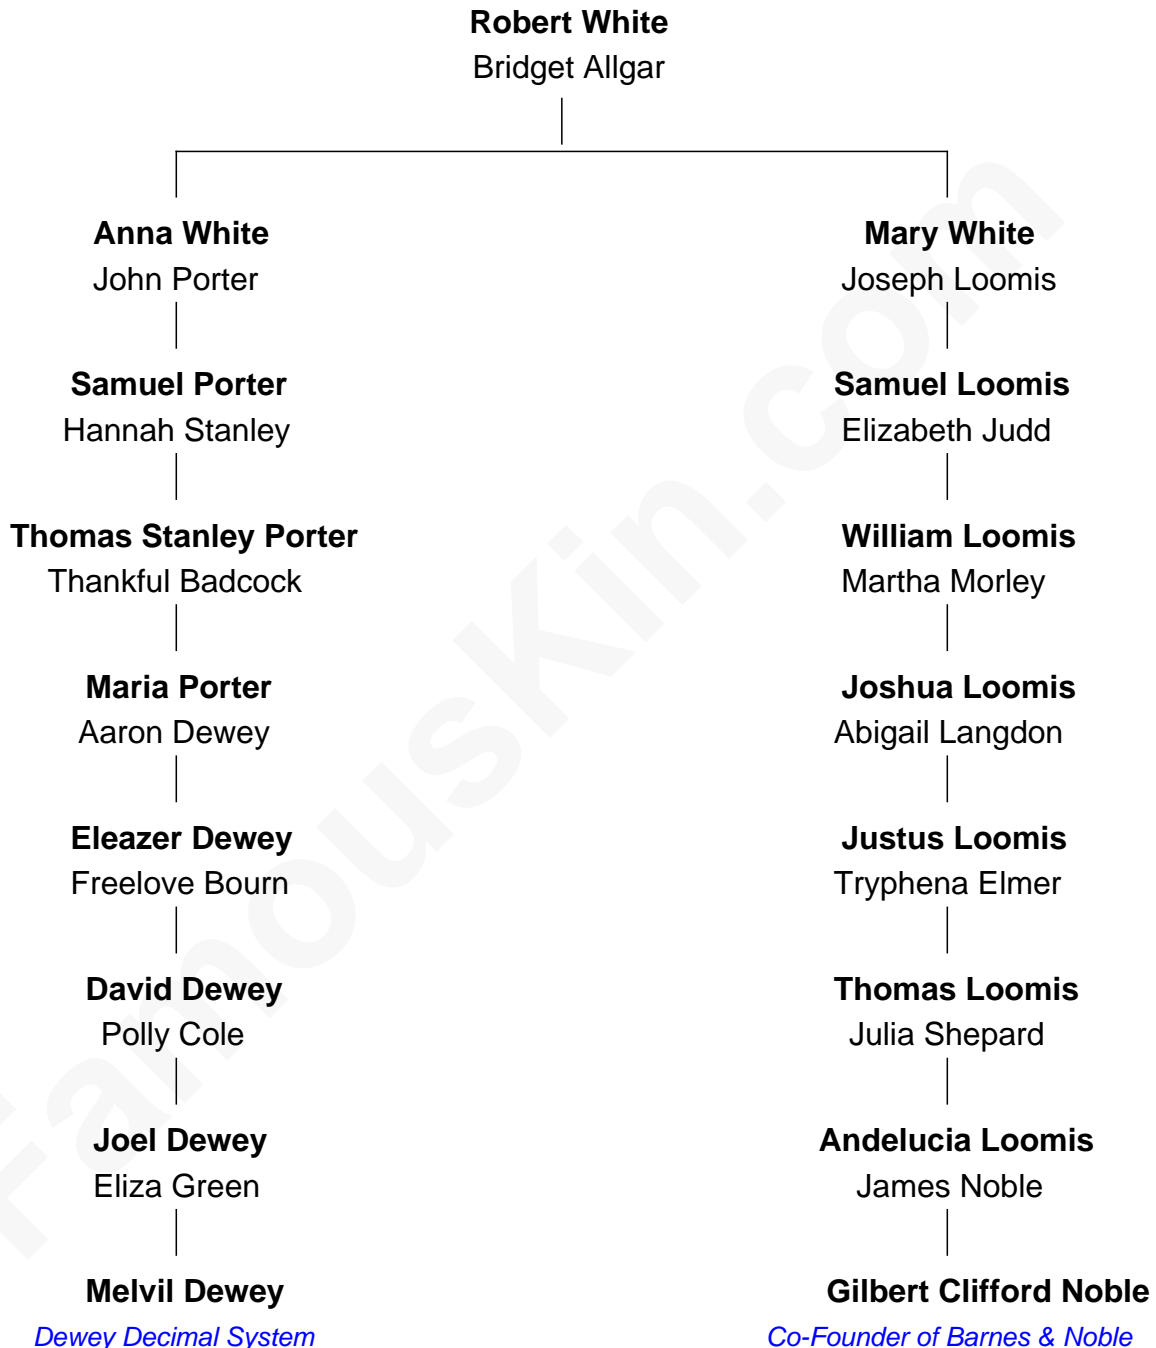 Robert White
Bridget Allgar
Anna White
John Porter
Samuel Porter
Hannah Stanley
Thomas Stanley Porter
Thankful Badcock
Maria Porter
Aaron Dewey
Eleazer Dewey
Freelove Bourn
David Dewey
Polly Cole
Joel Dewey
Eliza Green
Melvil Dewey
Dewey Decimal System
Mary White
Joseph Loomis
Samuel Loomis
Elizabeth Judd
William Loomis
Martha Morley
Joshua Loomis
Abigail Langdon
Justus Loomis
Tryphena Elmer
Thomas Loomis
Julia Shepard
Andelucia Loomis
James Noble
Gilbert Clifford Noble
Co-Founder of Barnes & Noble
FamousKin.com